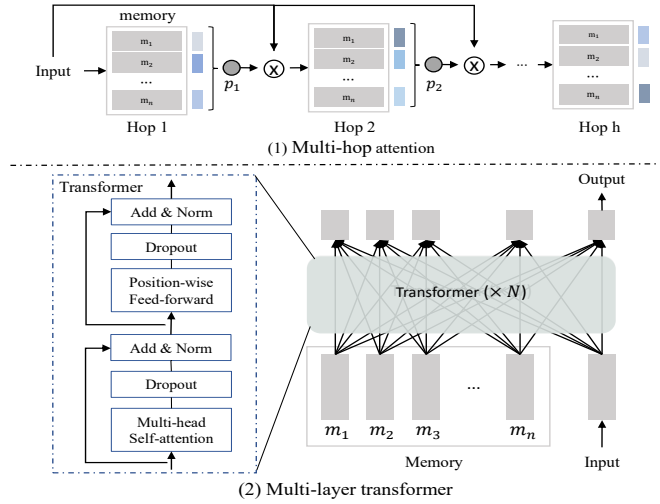 memory
Input
m1
m2
...
mn
Hop 1
p1
X
m1
m2
...
mn
Hop 2
p2
X
...
m1
m2
...
mn
Hop h
(1) Multi-hop attention
Transformer
Add & Norm
Dropout
Position-wise
Feed-forward
Add & Norm
Dropout
Multi-head
Self-attention
Output
Transformer (× N)
...
m1 m2 m3 mn
Memory
Input
(2) Multi-layer transformer